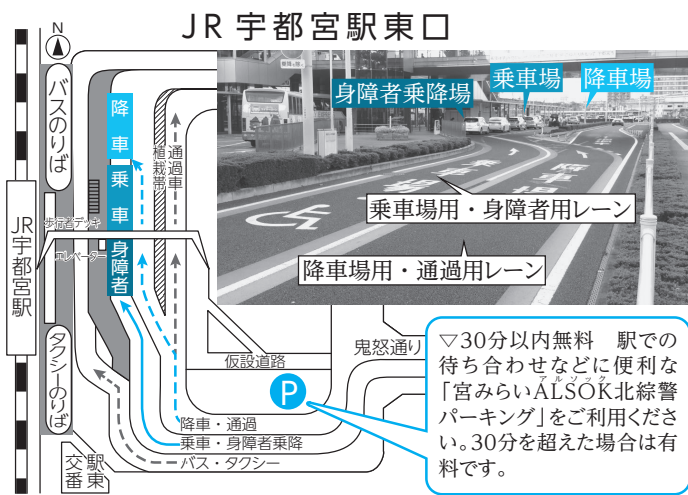 JR 宇都宮駅東口
N
バスのりば
降車
乗車
身障者
植栽帯
通過車
歩行者デッキ
エレベーター
JR宇都宮駅
タクシーのりば
交番
駅東
仮設道路
鬼怒通り
P
降車・通過
乗車・身障者乗降
バス・タクシー
身障者乗降場
乗車場
降車場
乗車場用・身障者用レーン
降車場用・通過用レーン
▽30分以内無料　駅での
待ち合わせなどに便利な
アルソック
「宮みらいALSOK北綜警
パーキング」をご利用くださ
い。30分を超えた場合は有
料です。